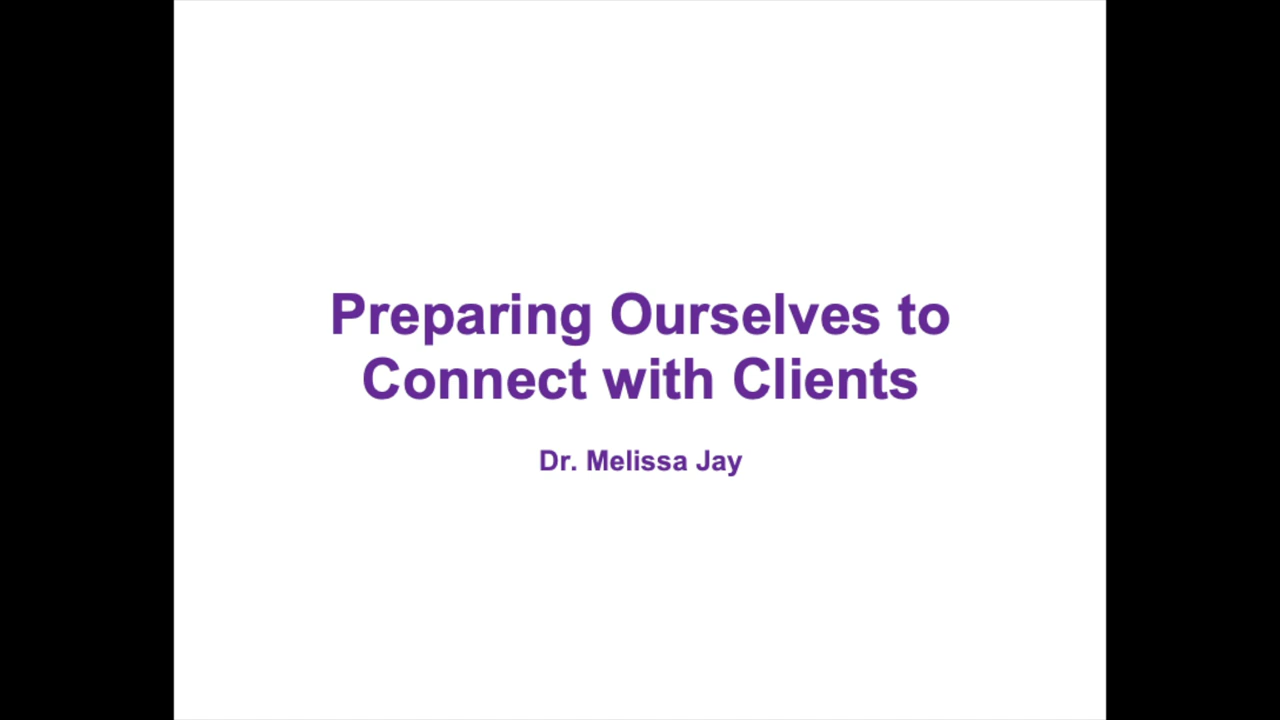 Preparing Ourselves to
Connect with Clients
Dr. Melissa Jay